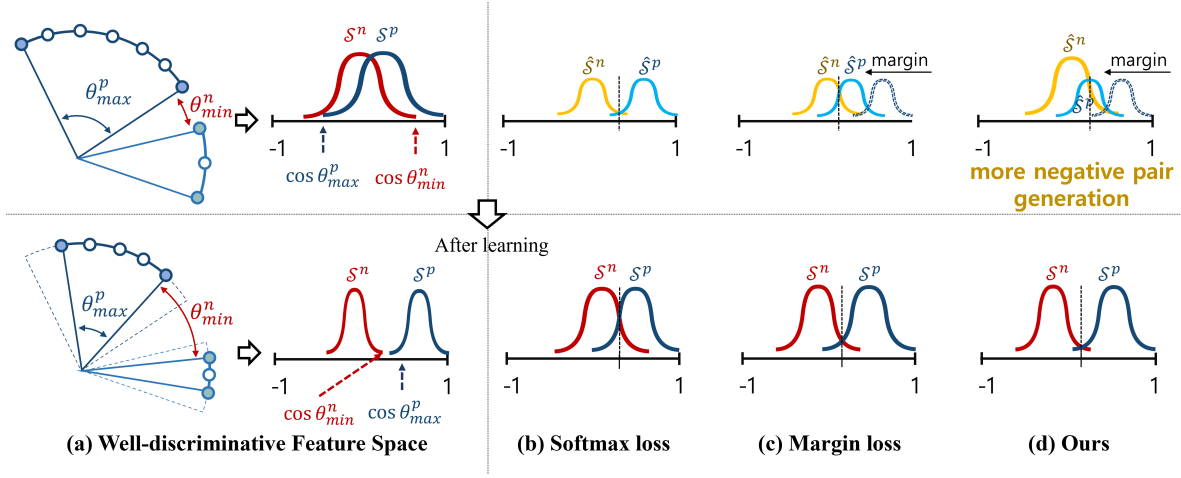 θ^p_max
θ^n_min
S^n
S^p
-1
1
cos θ^p_max
cos θ^n_min
Ŝ^n
Ŝ^p
-1
1
Ŝ^n
Ŝ^p
margin
-1
1
Ŝ^n
margin
Ŝ^p
-1
1
more negative pair
generation
After learning
θ^p_max
θ^n_min
S^n
S^p
-1
1
cos θ^n_min
cos θ^p_max
S^n
S^p
-1
1
S^n
S^p
-1
1
S^n
S^p
-1
1
(a) Well-discriminative Feature Space
(b) Softmax loss
(c) Margin loss
(d) Ours